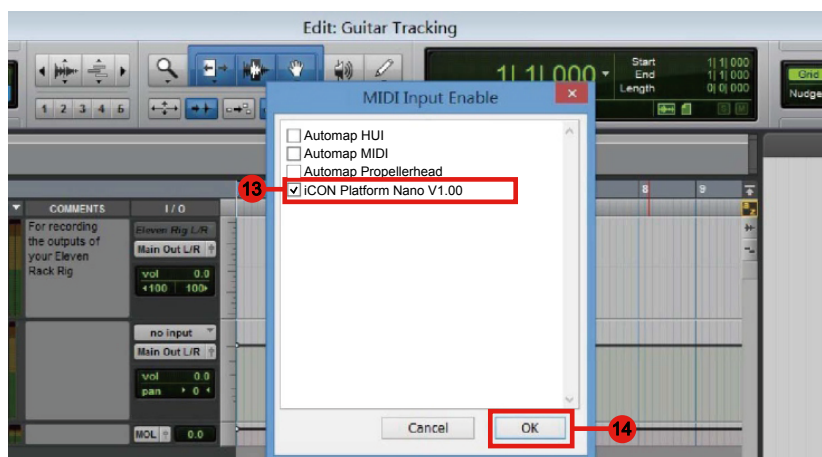 Edit: Guitar Tracking
1| 1| 000
Start 1| 1| 000
End 1| 1| 000
Length 0| 0| 000
Grid
Nudge
1 2 3 4 5
MIDI Input Enable
Automap HUI
Automap MIDI
Automap Propellerhead
13
iCON Platform Nano V1.00
8 9
COMMENTS I / O
For recording
the outputs of
your Eleven
Rack Rig
Eleven Rig L/R
Main Out L/R
vol 0.0
100 100
no input
Main Out L/R
vol 0.0
pan 0
MOL 0.0
Cancel OK
14